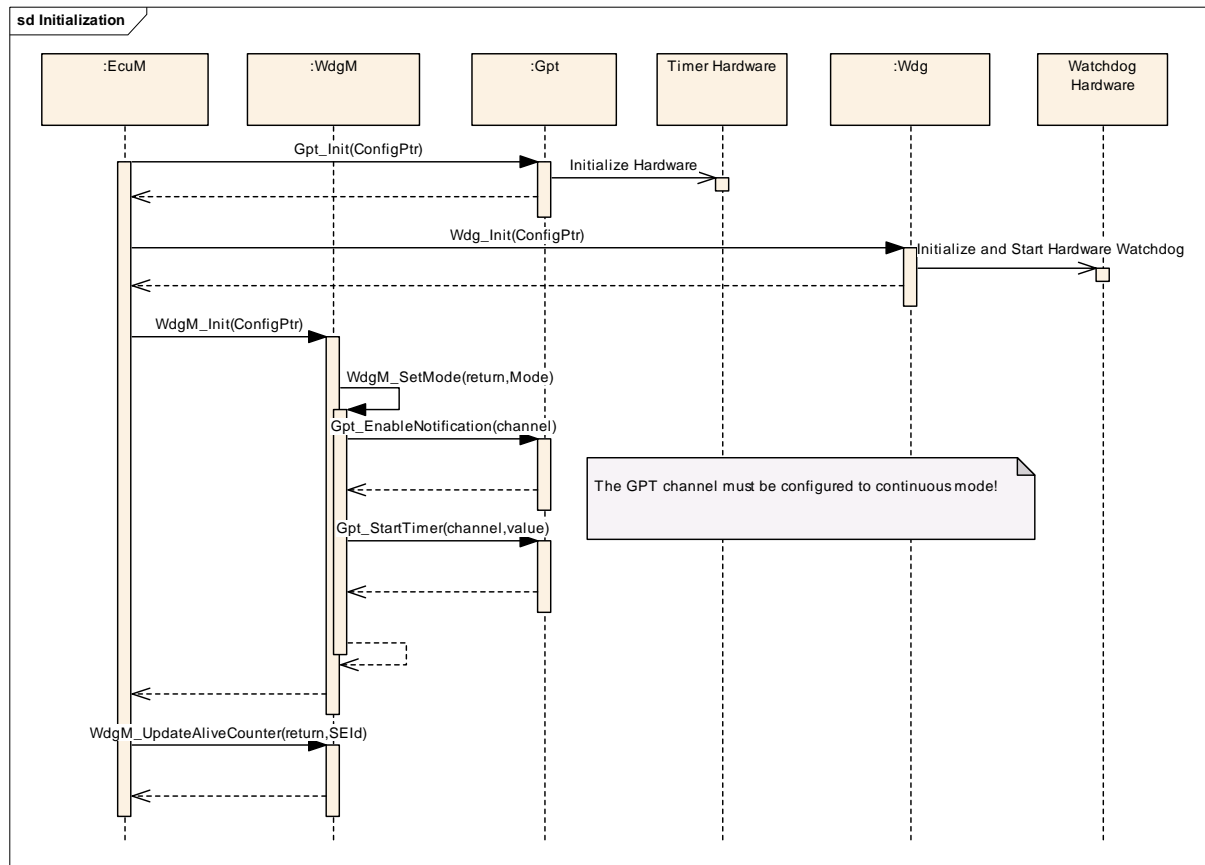 sd Initialization
:EcuM
:WdgM
:Gpt
Timer Hardware
:Wdg
Watchdog
Hardware
Gpt_Init(ConfigPtr)
Initialize Hardware
Wdg_Init(ConfigPtr)
Initialize and Start Hardware Watchdog
WdgM_Init(ConfigPtr)
WdgM_SetMode(return,Mode)
Gpt_EnableNotification(channel)
The GPT channel must be configured to continuous mode!
Gpt_StartTimer(channel,value)
WdgM_UpdateAliveCounter(return,SEId)